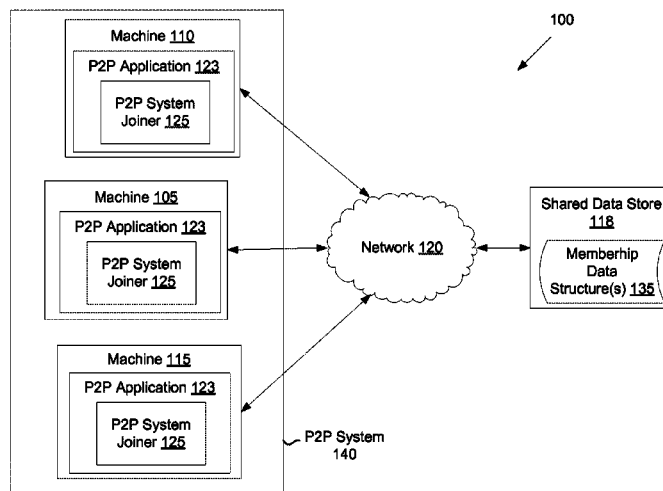 100
Machine 110
P2P Application 123
P2P System
Joiner 125
Machine 105
P2P Application 123
P2P System
Joiner 125
Machine 115
P2P Application 123
P2P System
Joiner 125
Network 120
Shared Data Store
118
Memberhip
Data
Structure(s) 135
P2P System
140